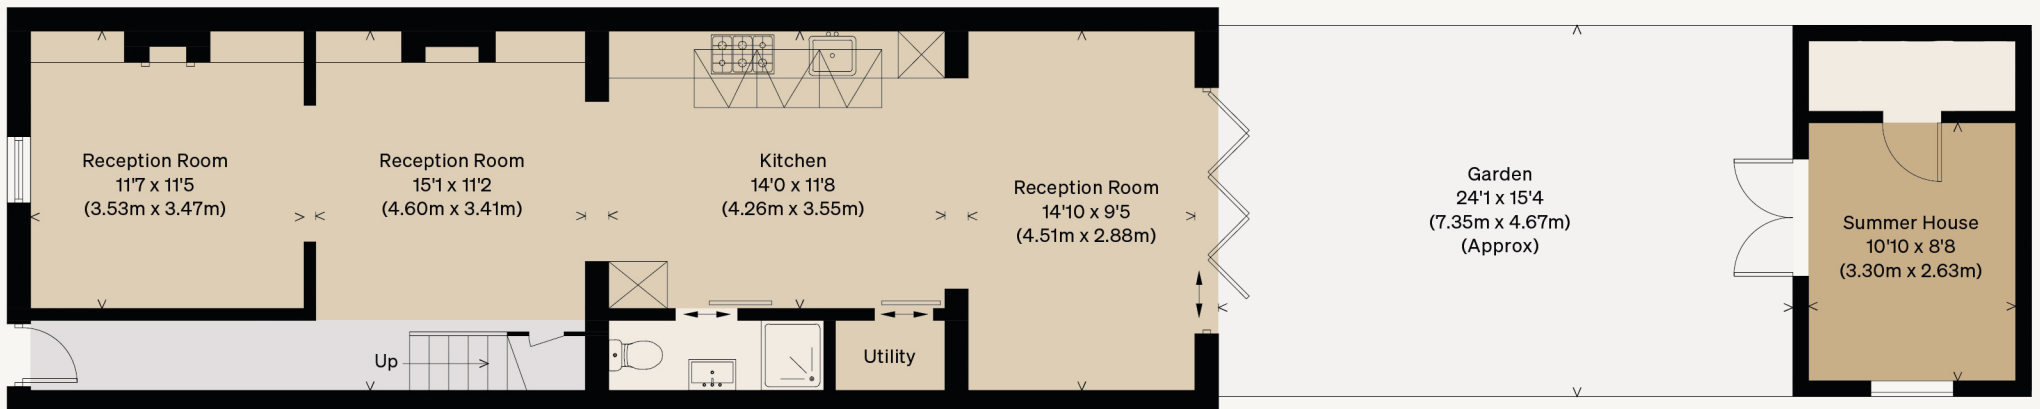 Reception Room
11'7 x 11'5
(3.53m x 3.47m)
Reception Room
15'1 x 11'2
(4.60m x 3.41m)
Kitchen
14'0 x 11'8
(4.26m x 3.55m)
Reception Room
14'10 x 9'5
(4.51m x 2.88m)
Garden
24'1 x 15'4
(7.35m x 4.67m)
(Approx)
Summer House
10'10 x 8'8
(3.30m x 2.63m)
Up
Utility